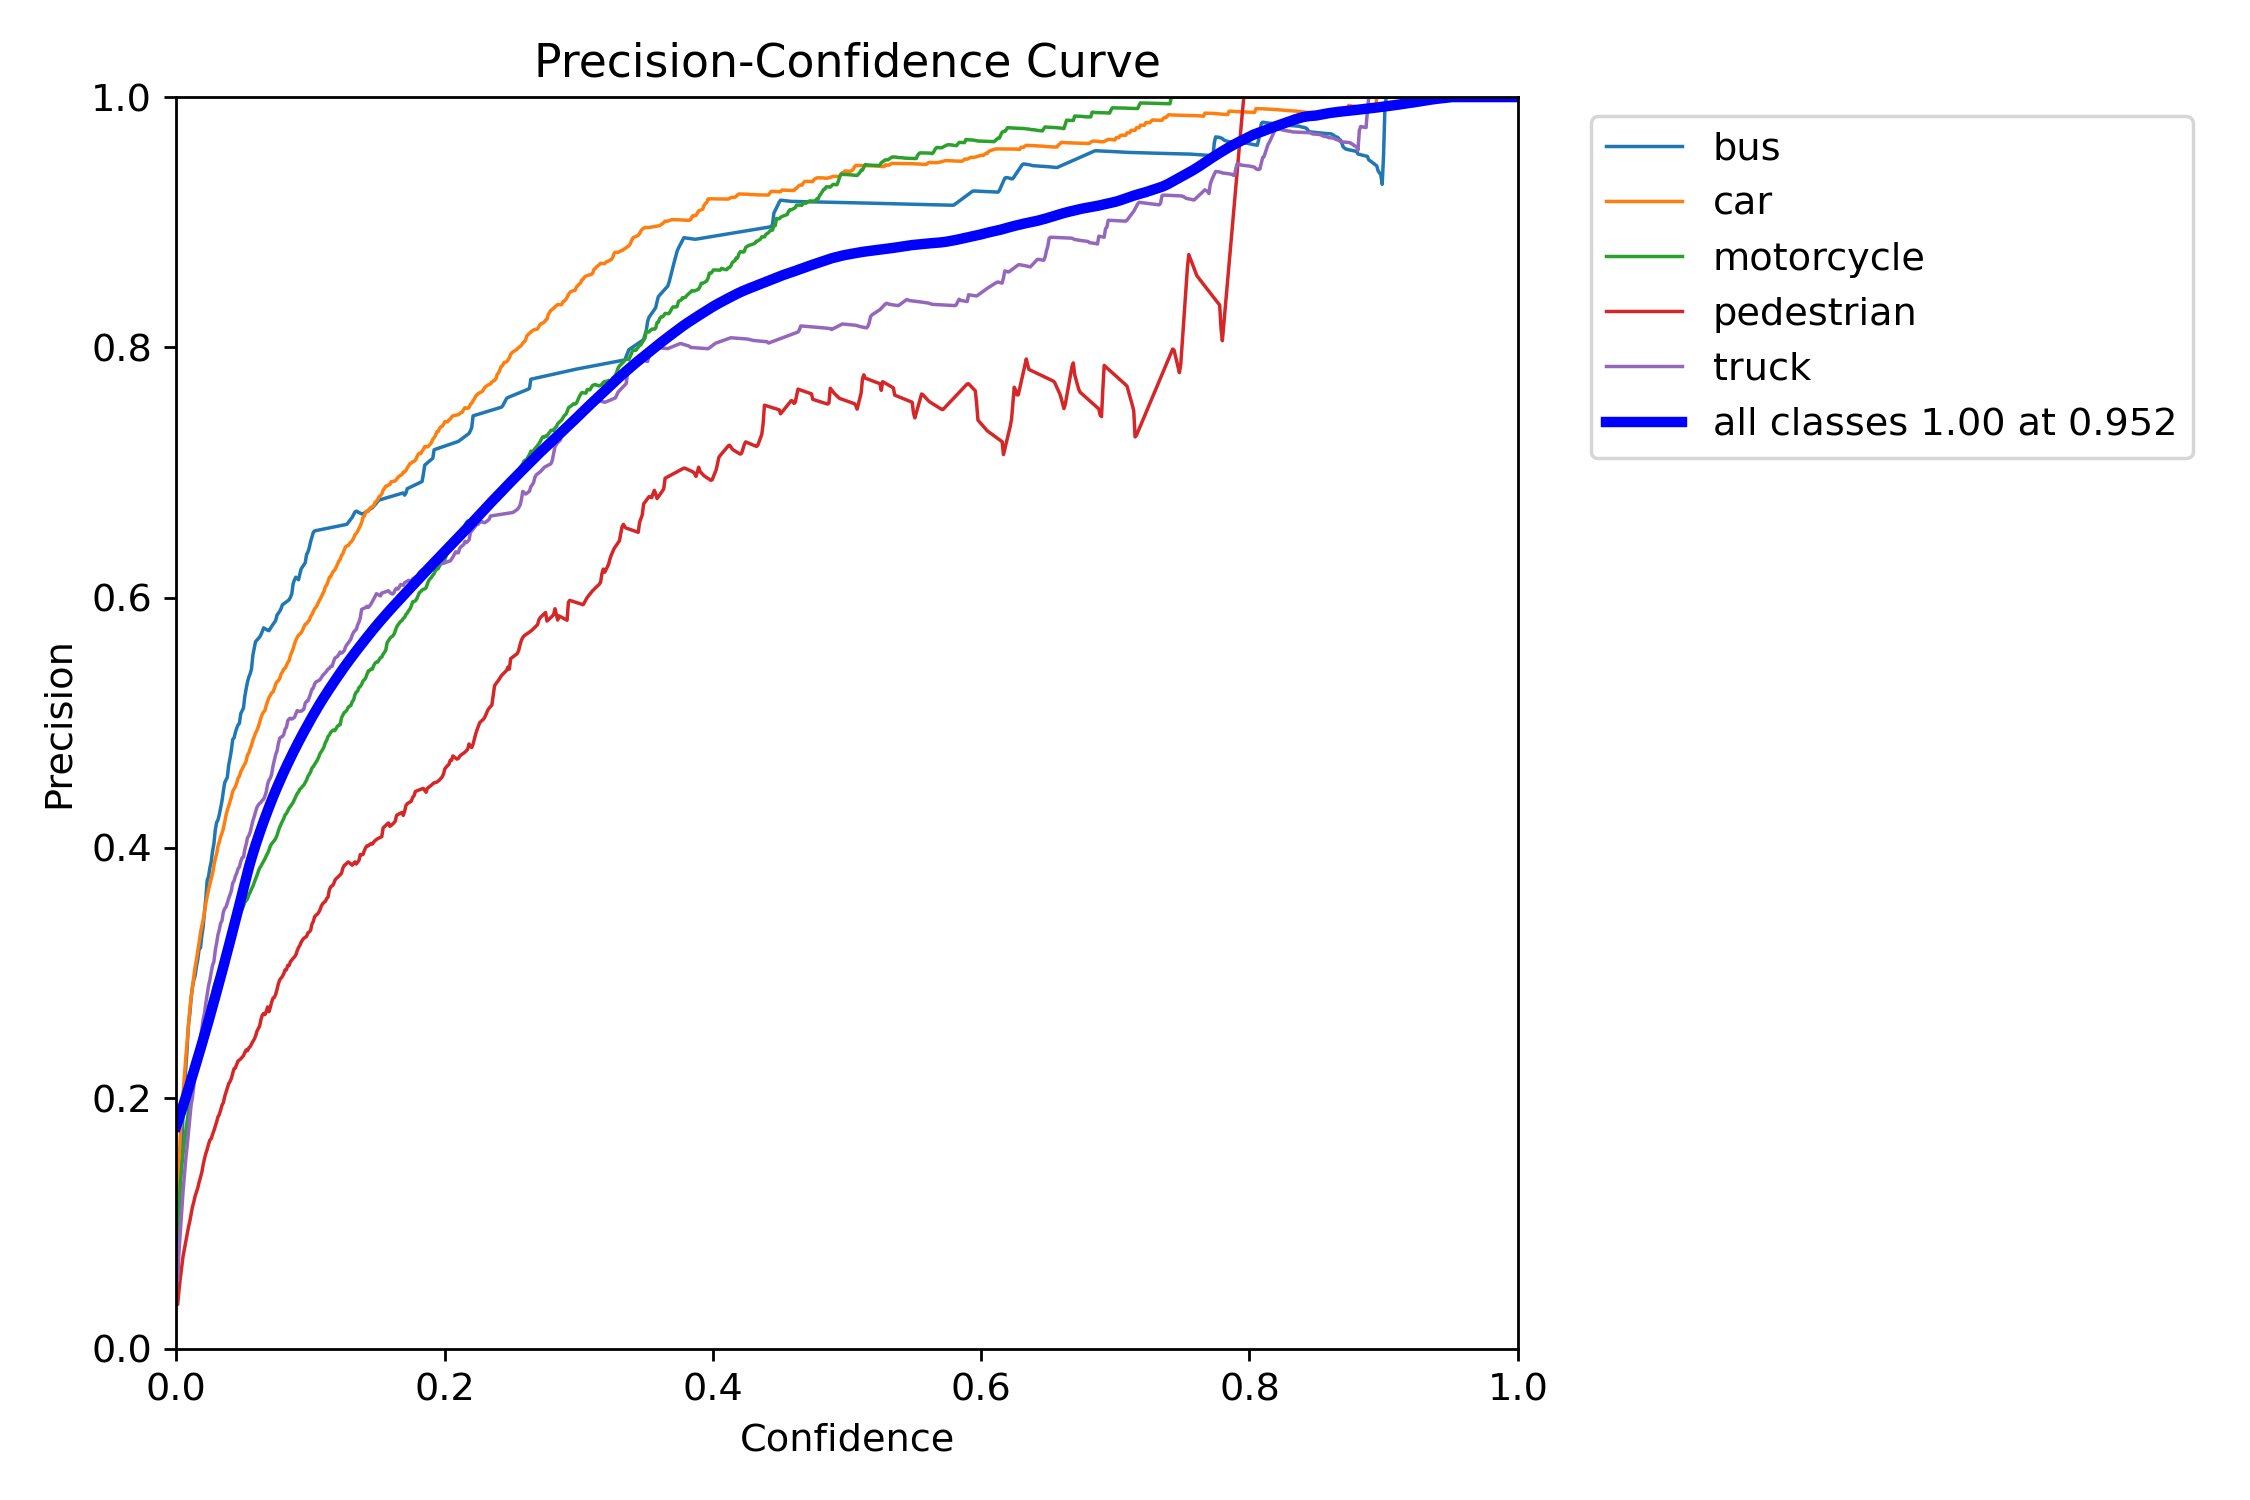 Precision-Confidence Curve
1.0
0.8
0.6
0.4
0.2
0.0
Precision
0.0 0.2 0.4 0.6 0.8 1.0
Confidence
bus
car
motorcycle
pedestrian
truck
all classes 1.00 at 0.952